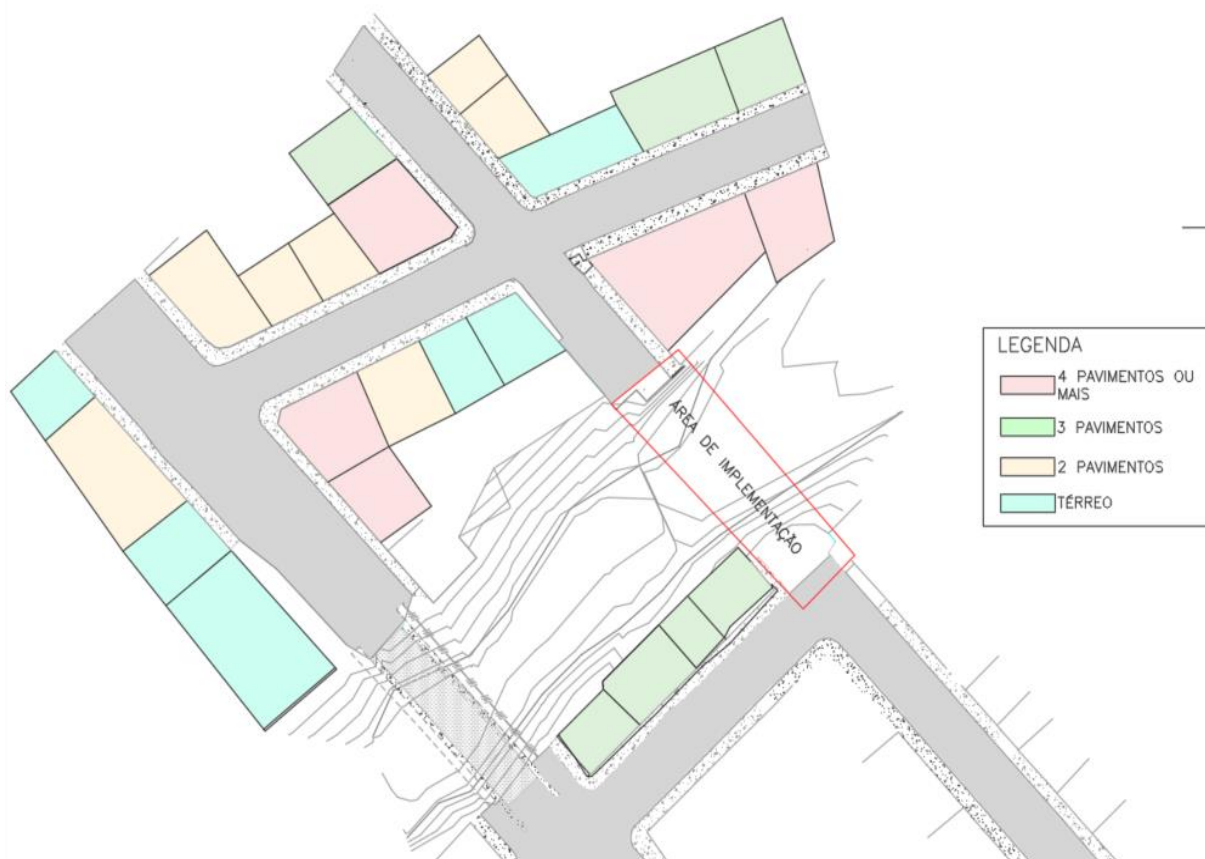 ÁREA DE IMPLEMENTAÇÃO
LEGENDA
4 PAVIMENTOS OU
MAIS
3 PAVIMENTOS
2 PAVIMENTOS
TÉRREO